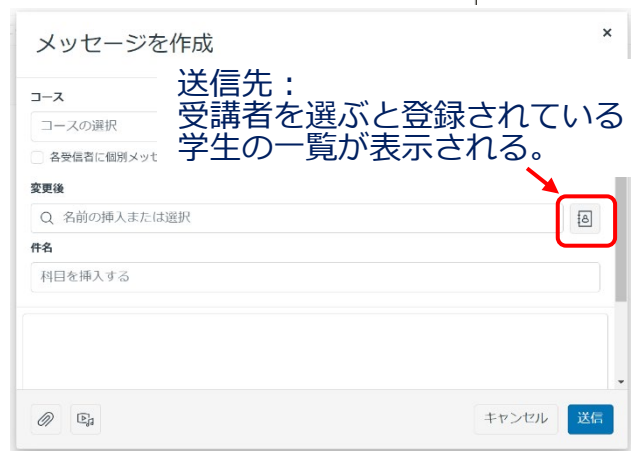 メッセージを作成
×
送信先：
受講者を選ぶと登録されている
学生の一覧が表示される。
コース
コースの選択
各受信者に個別メッセ
変更後
名前の挿入または選択
件名
科目を挿入する
キャンセル
送信